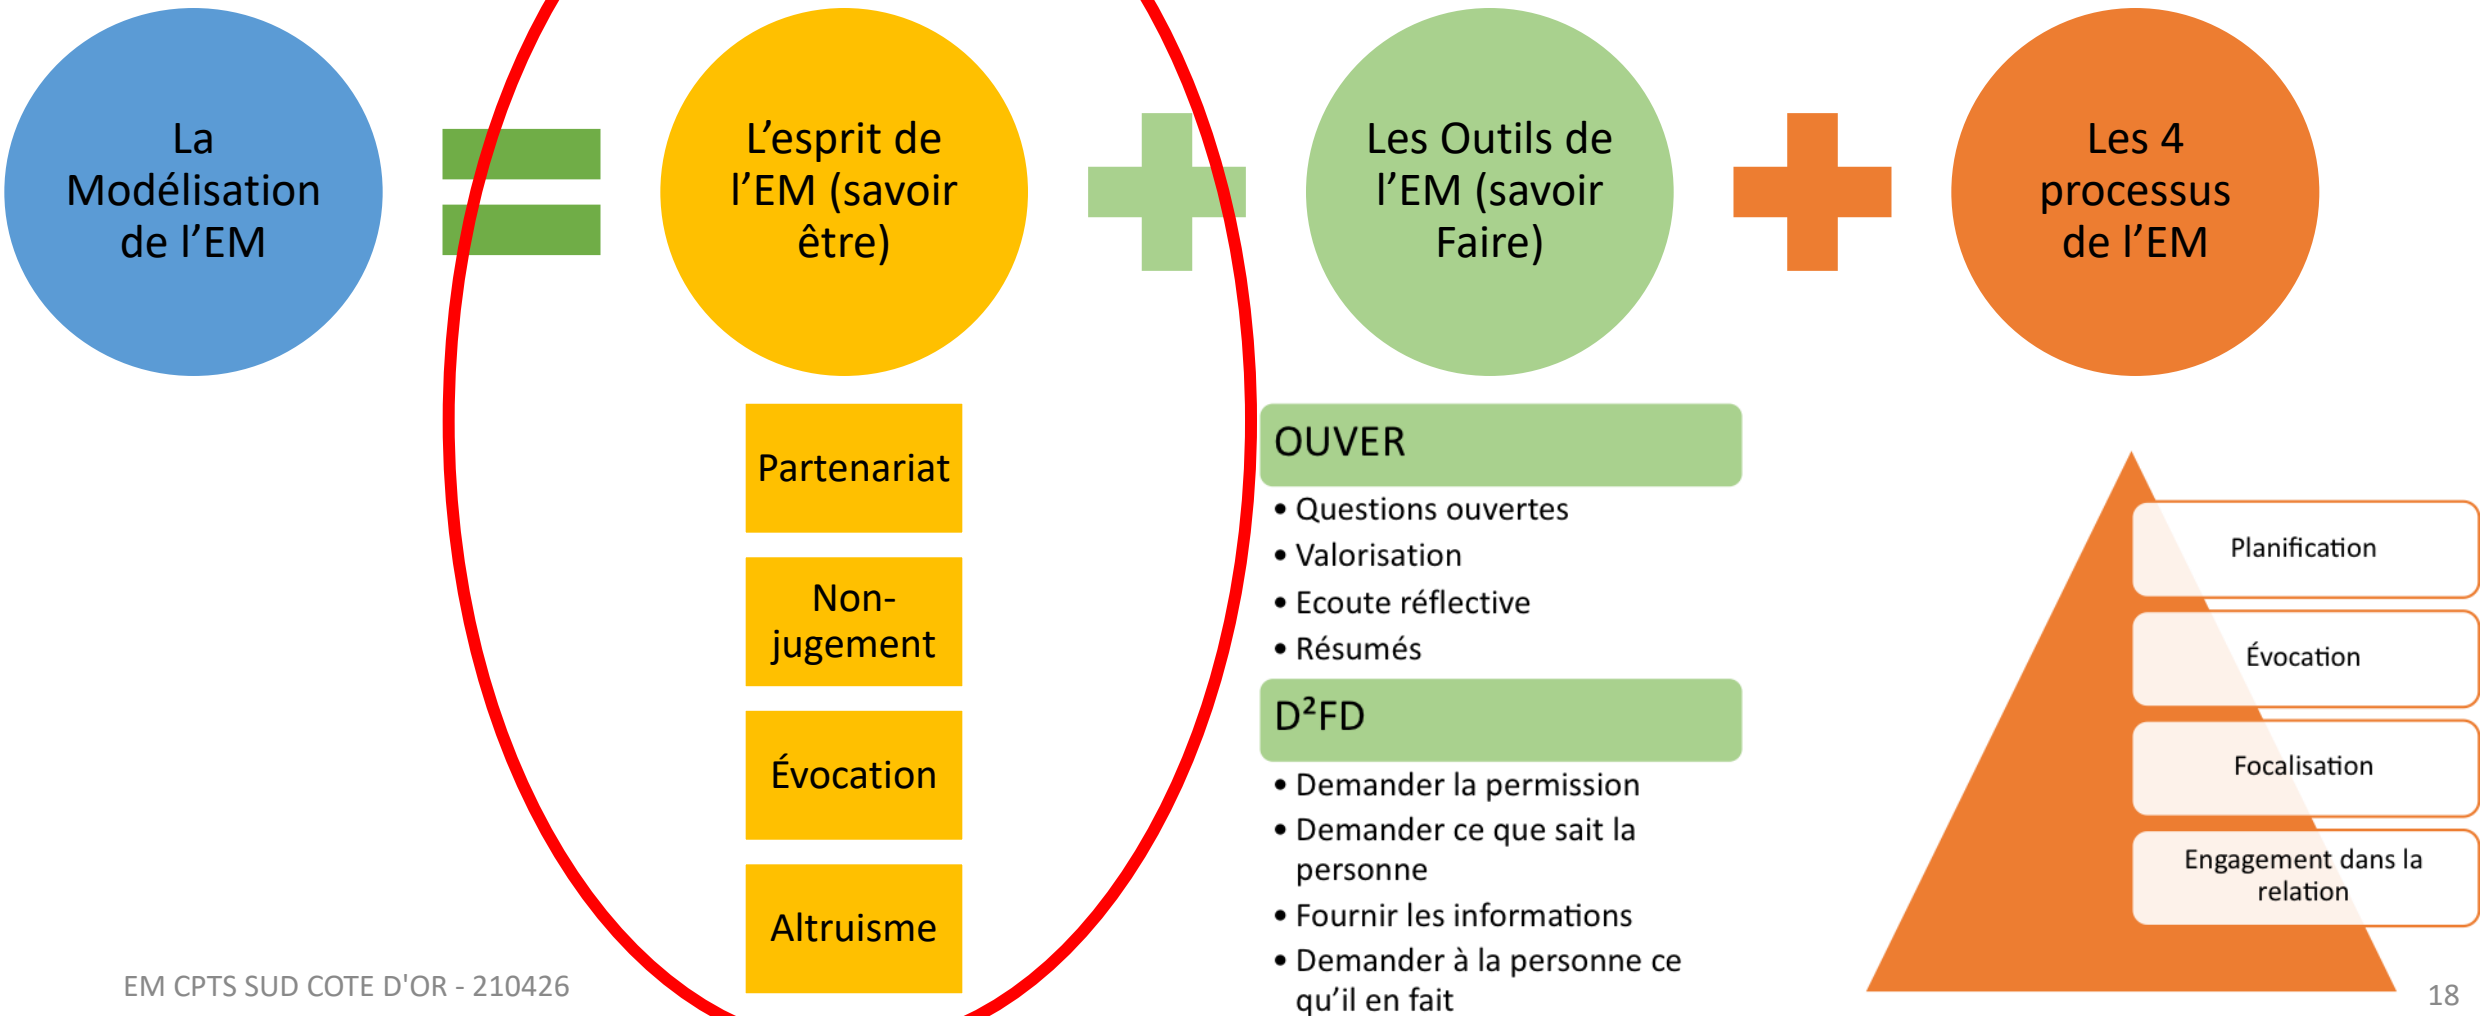 La
Modélisation
de l’EM
L’esprit de
l’EM (savoir
être)
Les Outils de
l’EM (savoir
Faire)
Les 4
processus
de l’EM
Partenariat
Non-
jugement
Évocation
Altruisme
OUVER
• Questions ouvertes
• Valorisation
• Ecoute réflective
• Résumés
D²FD
• Demander la permission
• Demander ce que sait la
personne
• Fournir les informations
• Demander à la personne ce
qu’il en fait
Planification
Évocation
Focalisation
Engagement dans la
relation
EM CPTS SUD COTE D'OR - 210426
18